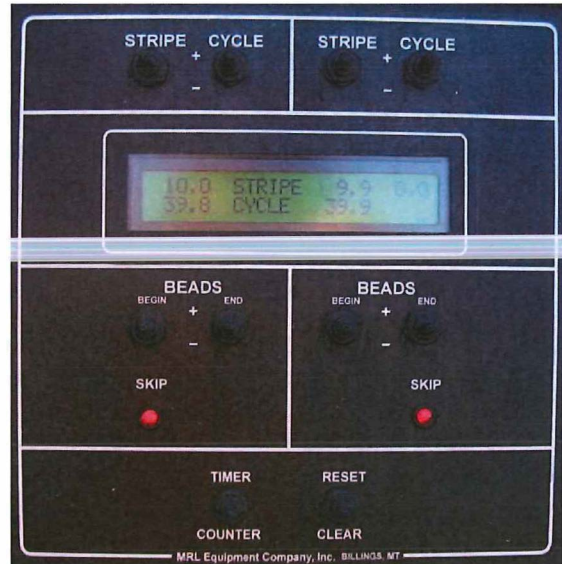 STRIPE + CYCLE STRIPE + CYCLE
− −
10.0 STRIPE 9.9 0.0
39.8 CYCLE 39.9
BEADS BEADS
BEGIN + END BEGIN + END
− −
SKIP SKIP
TIMER RESET
COUNTER CLEAR
MRL Equipment Company, Inc. BILLINGS, MT